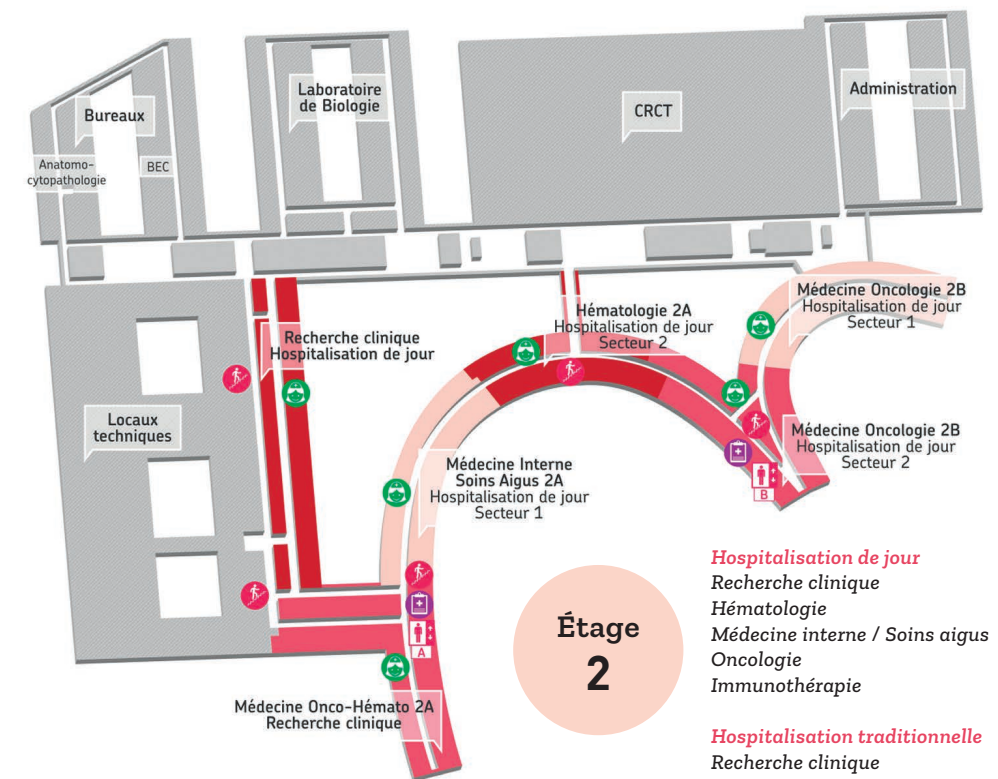 Bureaux
Anatomo-
cytopathologie
BEC
Laboratoire
de Biologie
CRCT
Administration
Locaux
techniques
Recherche clinique
Hospitalisation de jour
Hématologie 2A
Hospitalisation de jour
Secteur 2
Médecine Oncologie 2B
Hospitalisation de jour
Secteur 1
Médecine Oncologie 2B
Hospitalisation de jour
Secteur 2
B
Médecine Interne
Soins Aigus 2A
Hospitalisation de jour
Secteur 1
A
Médecine Onco-Hémato 2A
Recherche clinique
Étage
2
Hospitalisation de jour
Recherche clinique
Hématologie
Médecine interne / Soins aigus
Oncologie
Immunothérapie
Hospitalisation traditionnelle
Recherche clinique